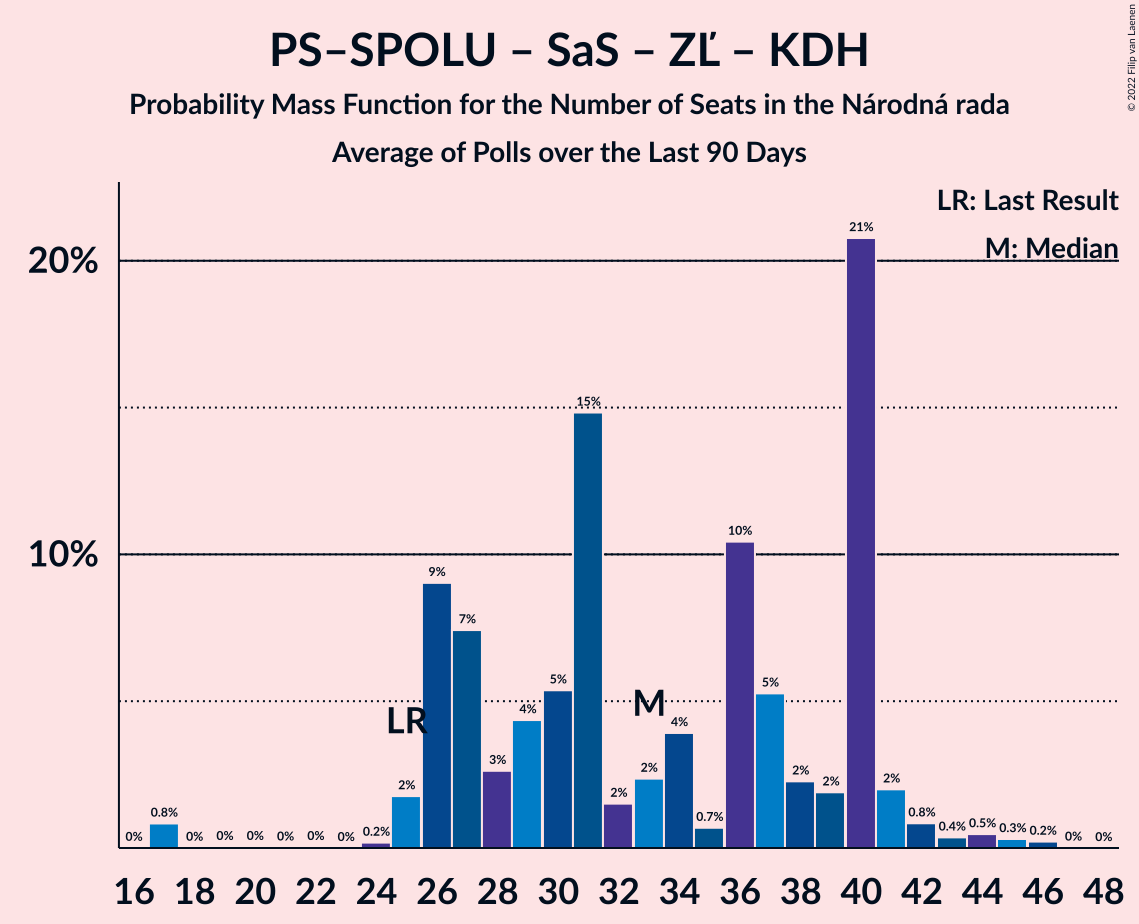 PS–SPOLU – SaS – ZĽ – KDH
Probability Mass Function for the Number of Seats in the Národná rada
Average of Polls over the Last 90 Days
© 2022 Filip van Laenen
LR: Last Result
M: Median
20%
10%
0% 0.8% 0% 0% 0% 0% 0% 0% 0.2% 2% 9% 7% 3% 4% 5% 15% 2% 2% 4% 0.7% 10% 5% 2% 2% 21% 2% 0.8% 0.4% 0.5% 0.3% 0.2% 0% 0%
LR
M
16 18 20 22 24 26 28 30 32 34 36 38 40 42 44 46 48